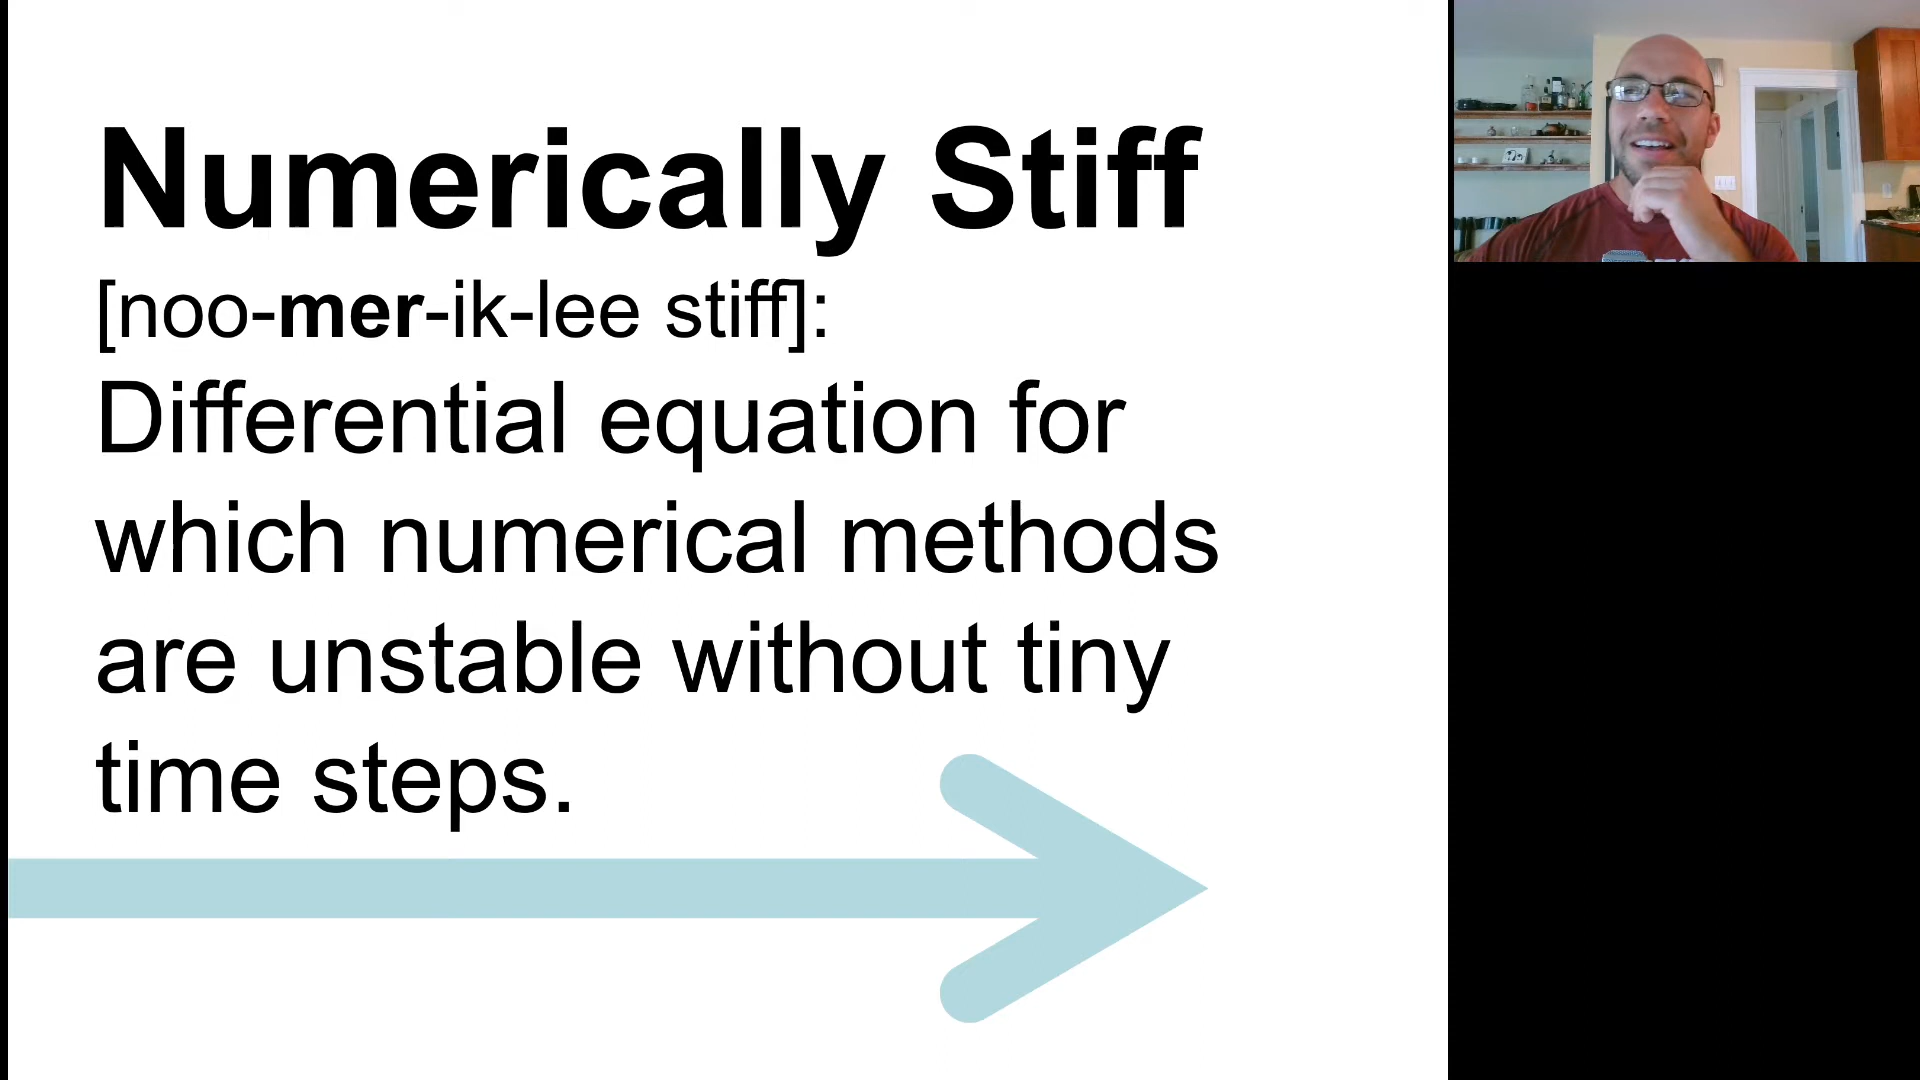 Numerically Stiff
[noo-mer-ik-lee stiff]:
Differential equation for
which numerical methods
are unstable without tiny
time steps.